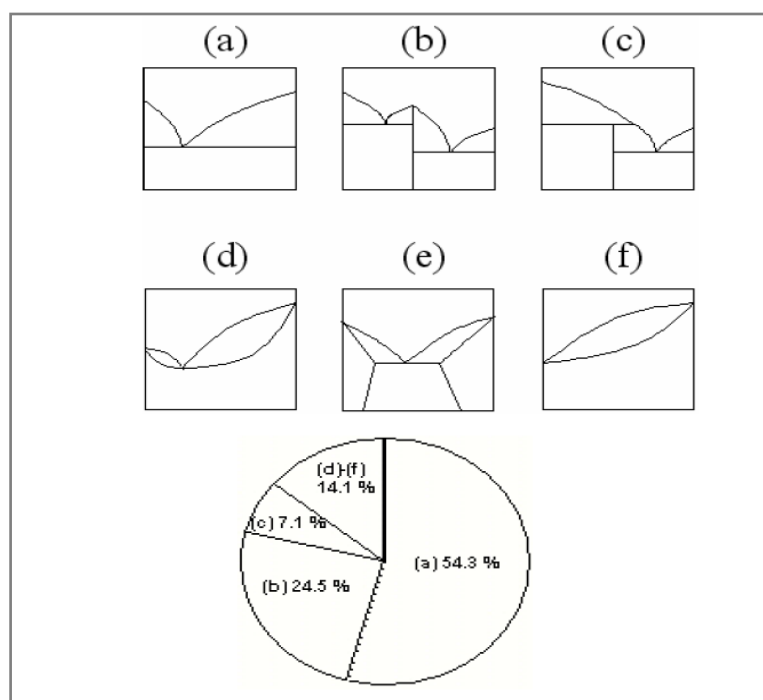 (a) (b) (c)
(d) (e) (f)
(d)-(f)
14.1 %
(c) 7.1 %
(a) 54.3 %
(b) 24.5 %